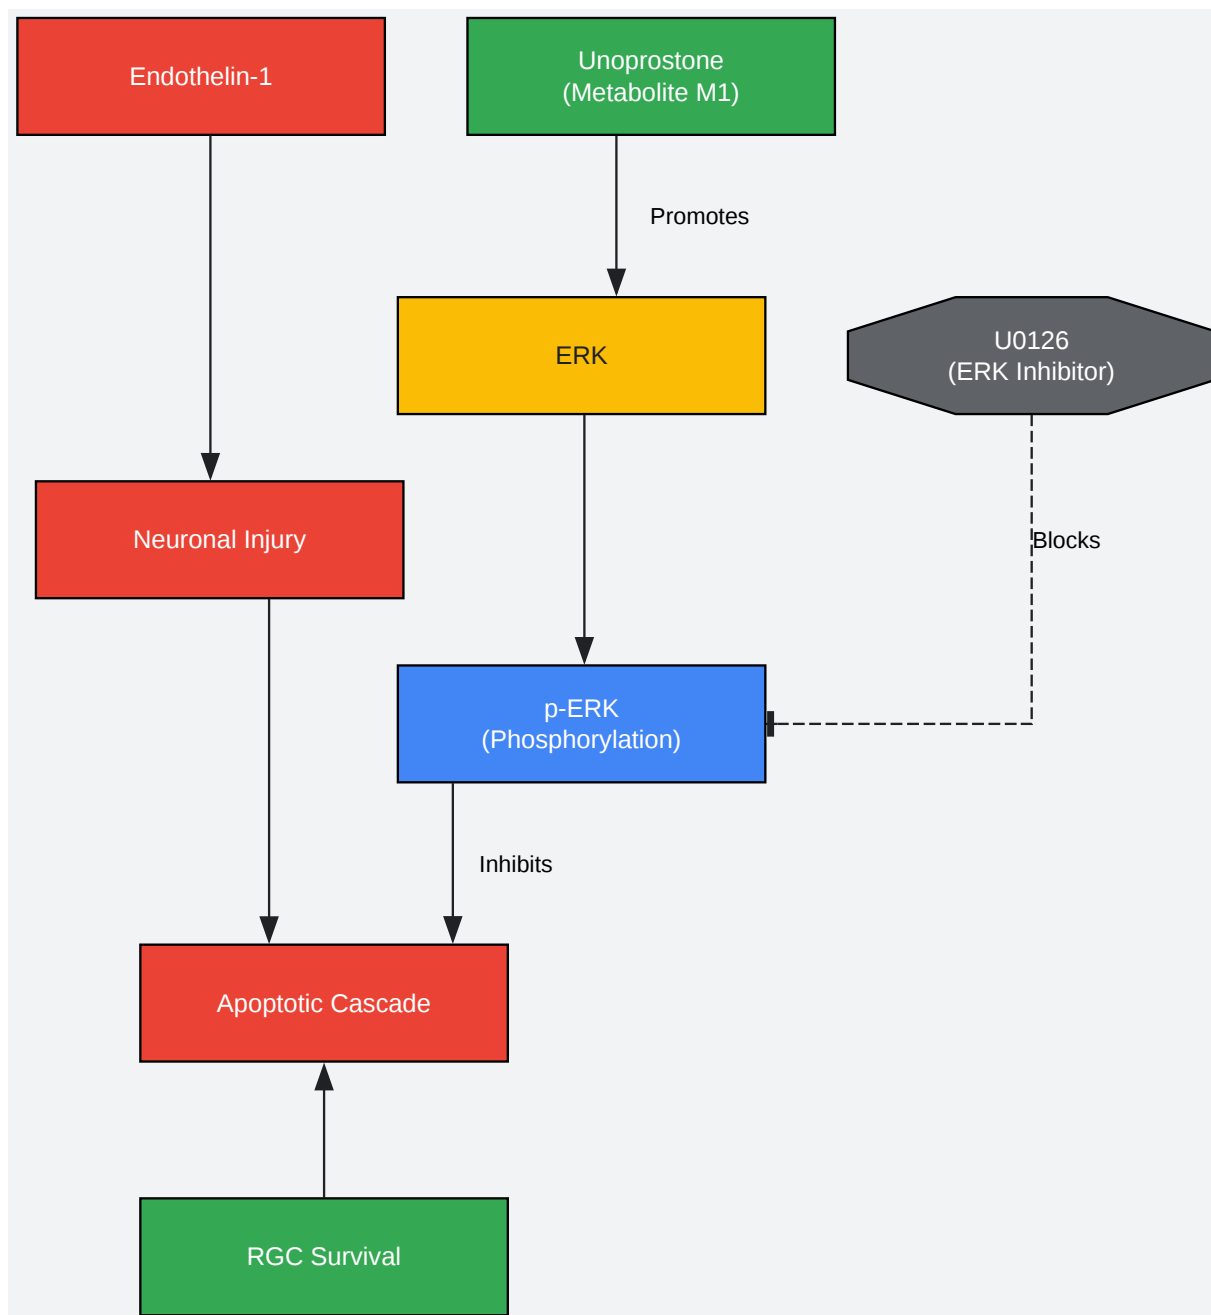 Endothelin-1
Unoprostone
(Metabolite M1)
Promotes
ERK
U0126
(ERK Inhibitor)
Neuronal Injury
Blocks
p-ERK
(Phosphorylation)
Inhibits
Apoptotic Cascade
RGC Survival